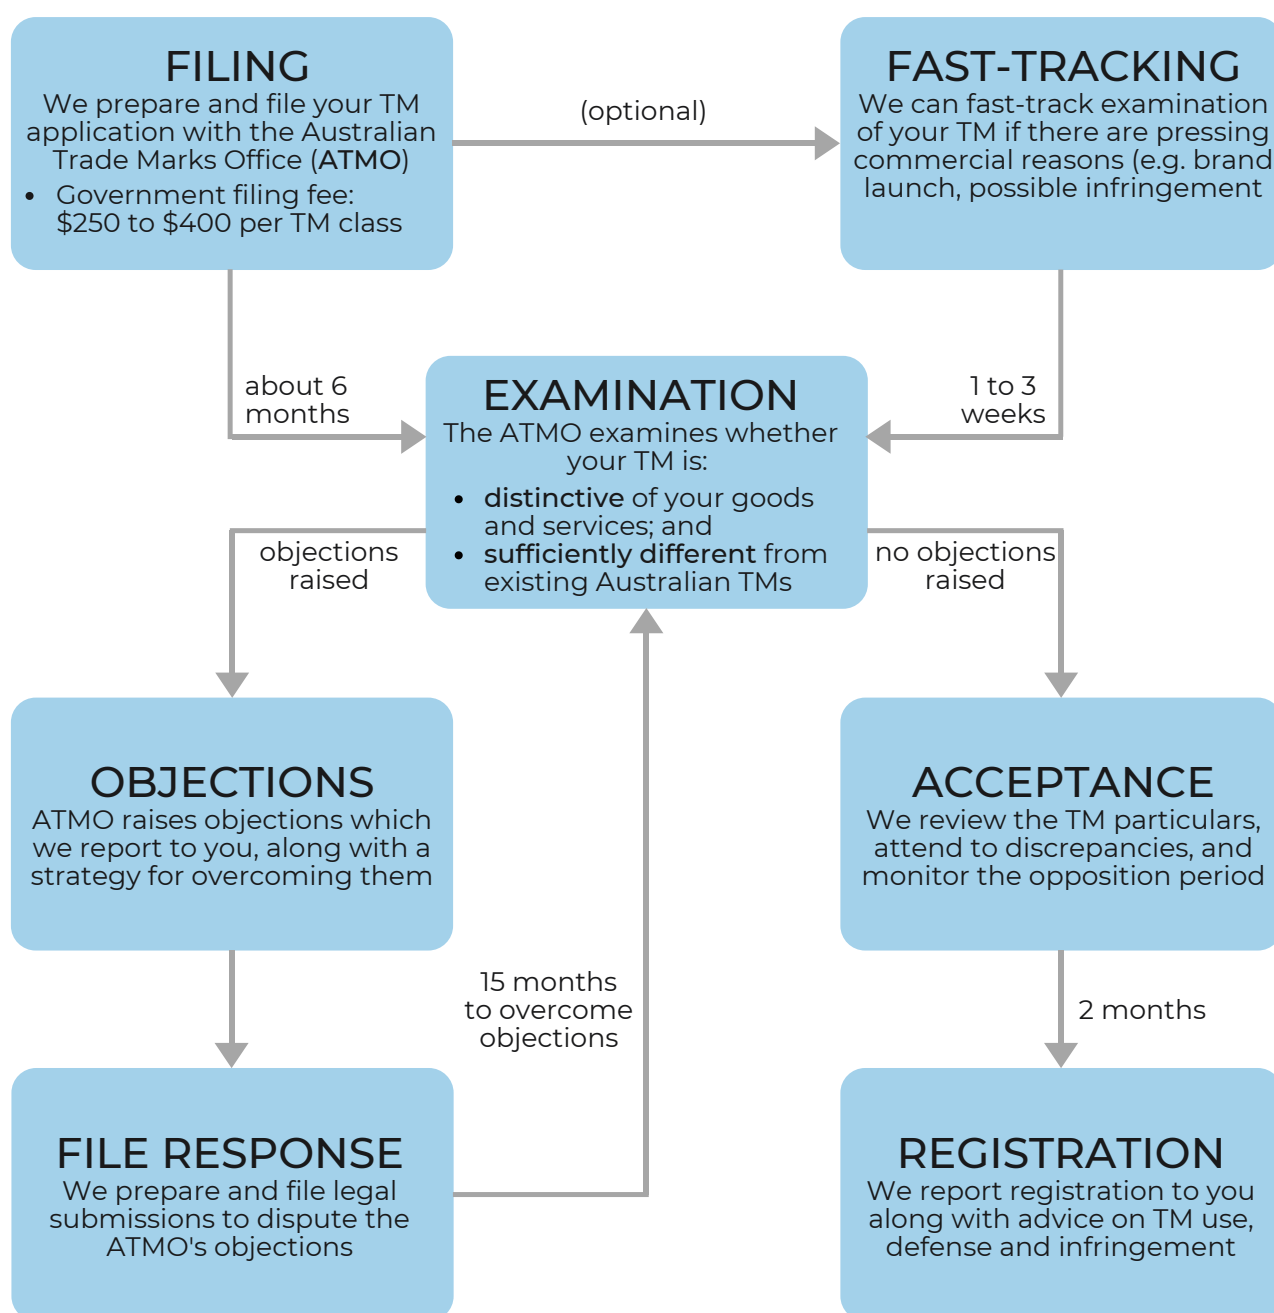 FILING
We prepare and file your TM
application with the Australian
Trade Marks Office (ATMO)
• Government filing fee:
$250 to $400 per TM class
(optional)
FAST-TRACKING
We can fast-track examination
of your TM if there are pressing
commercial reasons (e.g. brand
launch, possible infringement
about 6
months
EXAMINATION
The ATMO examines whether
your TM is:
• distinctive of your goods
and services; and
• sufficiently different from
existing Australian TMs
1 to 3
weeks
objections
raised
no objections
raised
OBJECTIONS
ATMO raises objections which
we report to you, along with a
strategy for overcoming them
ACCEPTANCE
We review the TM particulars,
attend to discrepancies, and
monitor the opposition period
15 months
to overcome
objections
2 months
FILE RESPONSE
We prepare and file legal
submissions to dispute the
ATMO's objections
REGISTRATION
We report registration to you
along with advice on TM use,
defense and infringement